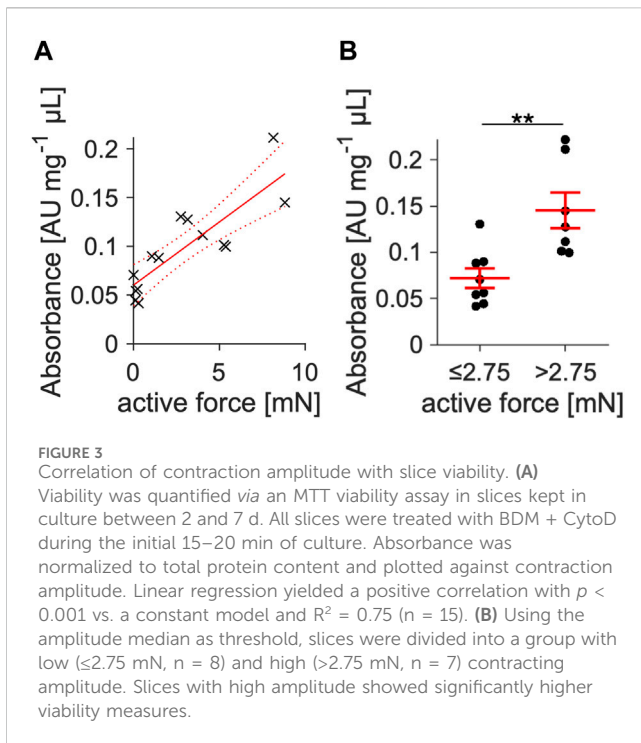 A
B
Absorbance [AU mg⁻¹ µL]
0.2
0.15
0.1
0.05
0
0
5
10
active force [mN]
Absorbance [AU mg⁻¹ µL]
**
0.2
0.15
0.1
0.05
0
≤2.75 >2.75
active force [mN]
FIGURE 3
Correlation of contraction amplitude with slice viability. (A)
Viability was quantified via an MTT viability assay in slices kept in
culture between 2 and 7 d. All slices were treated with BDM + CytoD
during the initial 15–20 min of culture. Absorbance was
normalized to total protein content and plotted against contraction
amplitude. Linear regression yielded a positive correlation with p <
0.001 vs. a constant model and R² = 0.75 (n = 15). (B) Using the
amplitude median as threshold, slices were divided into a group with
low (≤2.75 mN, n = 8) and high (>2.75 mN, n = 7) contracting
amplitude. Slices with high amplitude showed significantly higher
viability measures.